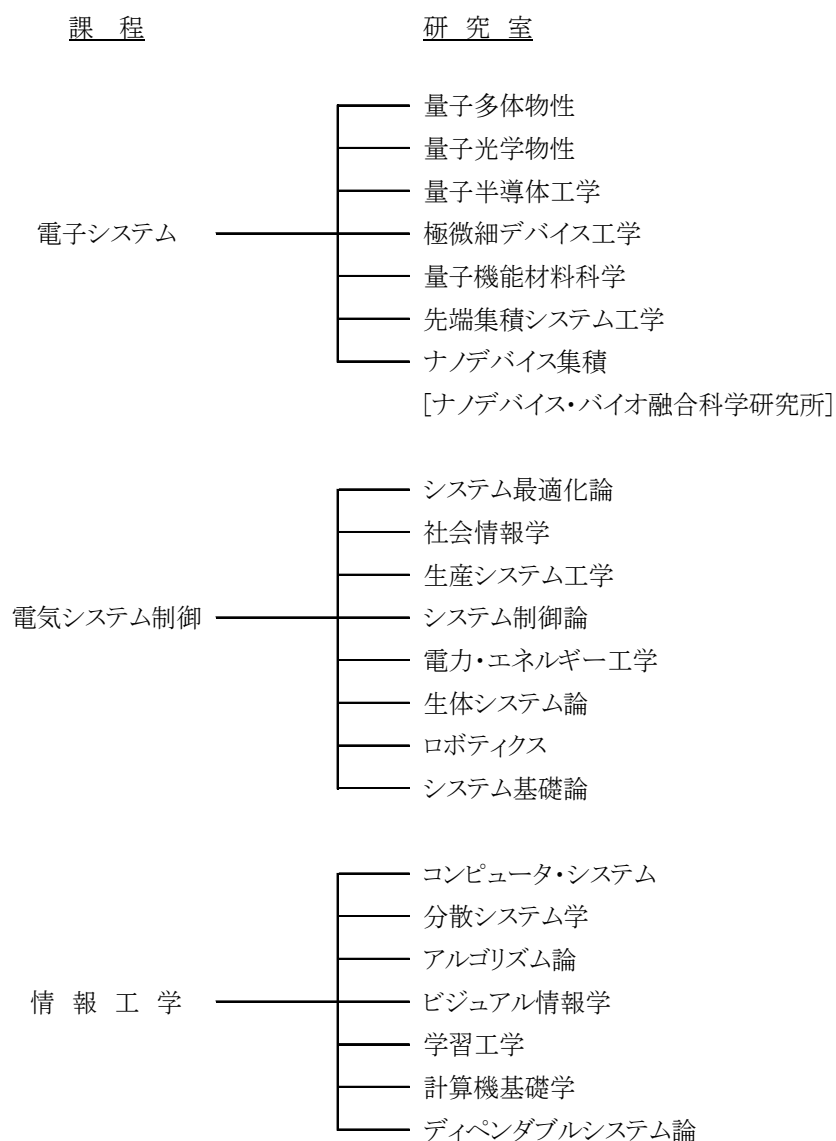 課 程 研 究 室
量子多体物性
量子光学物性
量子半導体工学
電子システム 極微細デバイス工学
量子機能材料科学
先端集積システム工学
ナノデバイス集積
[ナノデバイス・バイオ融合科学研究所]
システム最適化論
社会情報学
生産システム工学
電気システム制御 システム制御論
電力・エネルギー工学
生体システム論
ロボティクス
システム基礎論
コンピュータ・システム
分散システム学
アルゴリズム論
情 報 工 学 ビジュアル情報学
学習工学
計算機基礎学
ディペンダブルシステム論